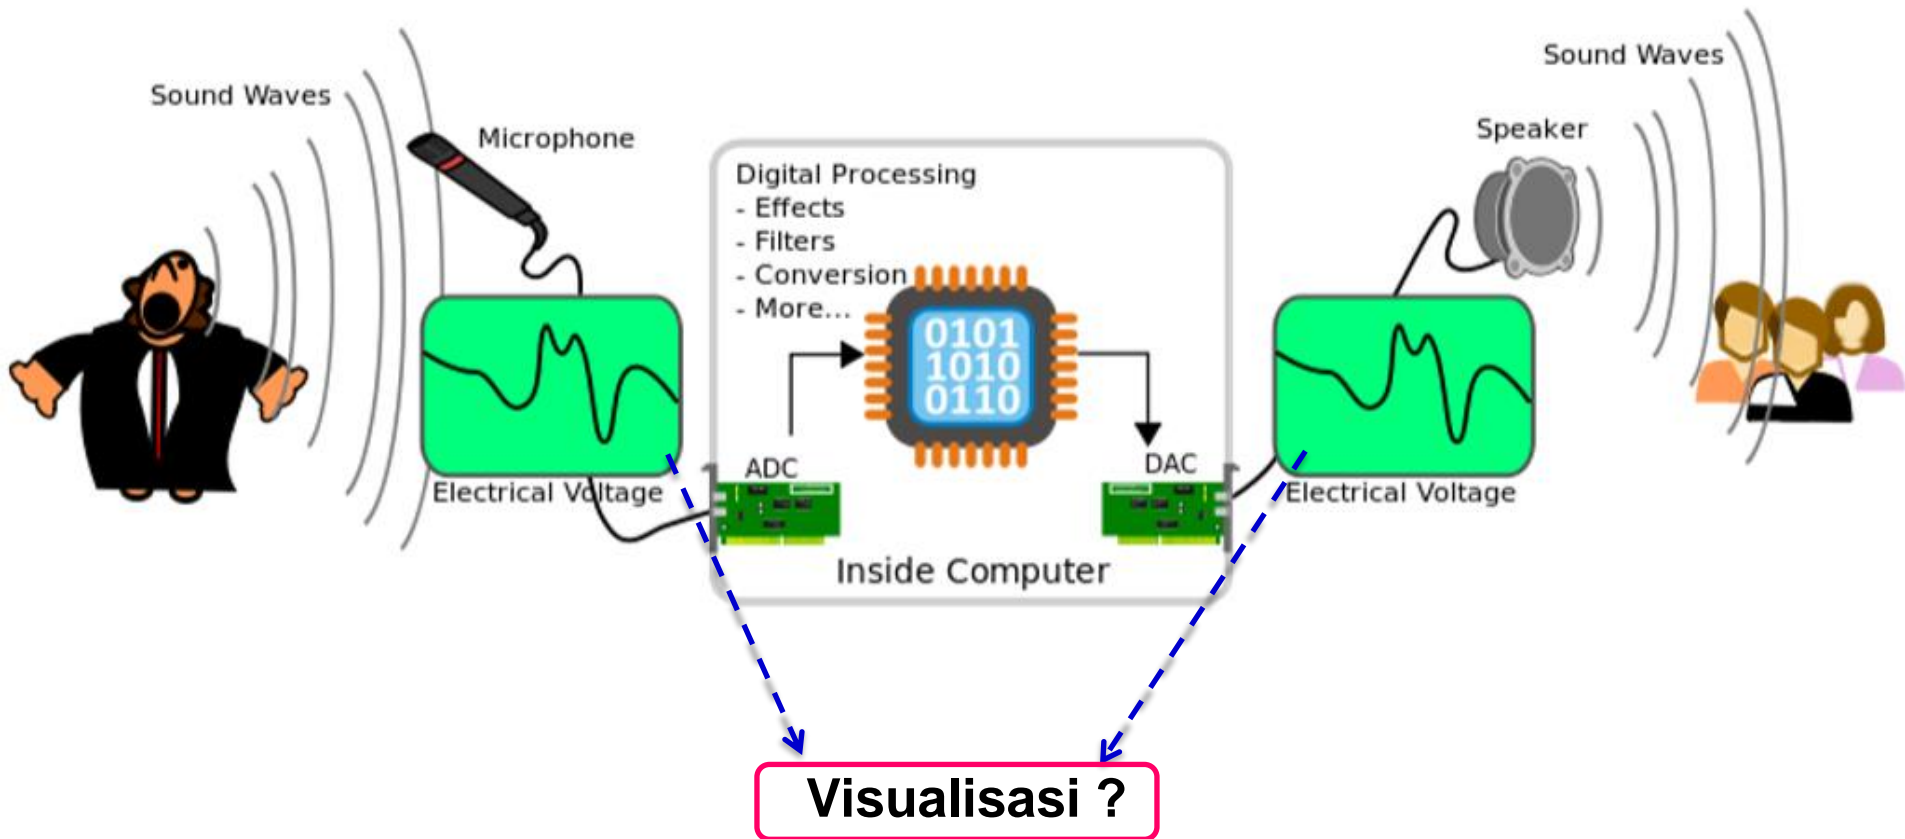 Sound Waves
Microphone
Electrical Voltage
Digital Processing
- Effects
- Filters
- Conversion
- More...
0101
1010
0110
ADC
DAC
Inside Computer
Electrical Voltage
Speaker
Sound Waves
Visualisasi ?